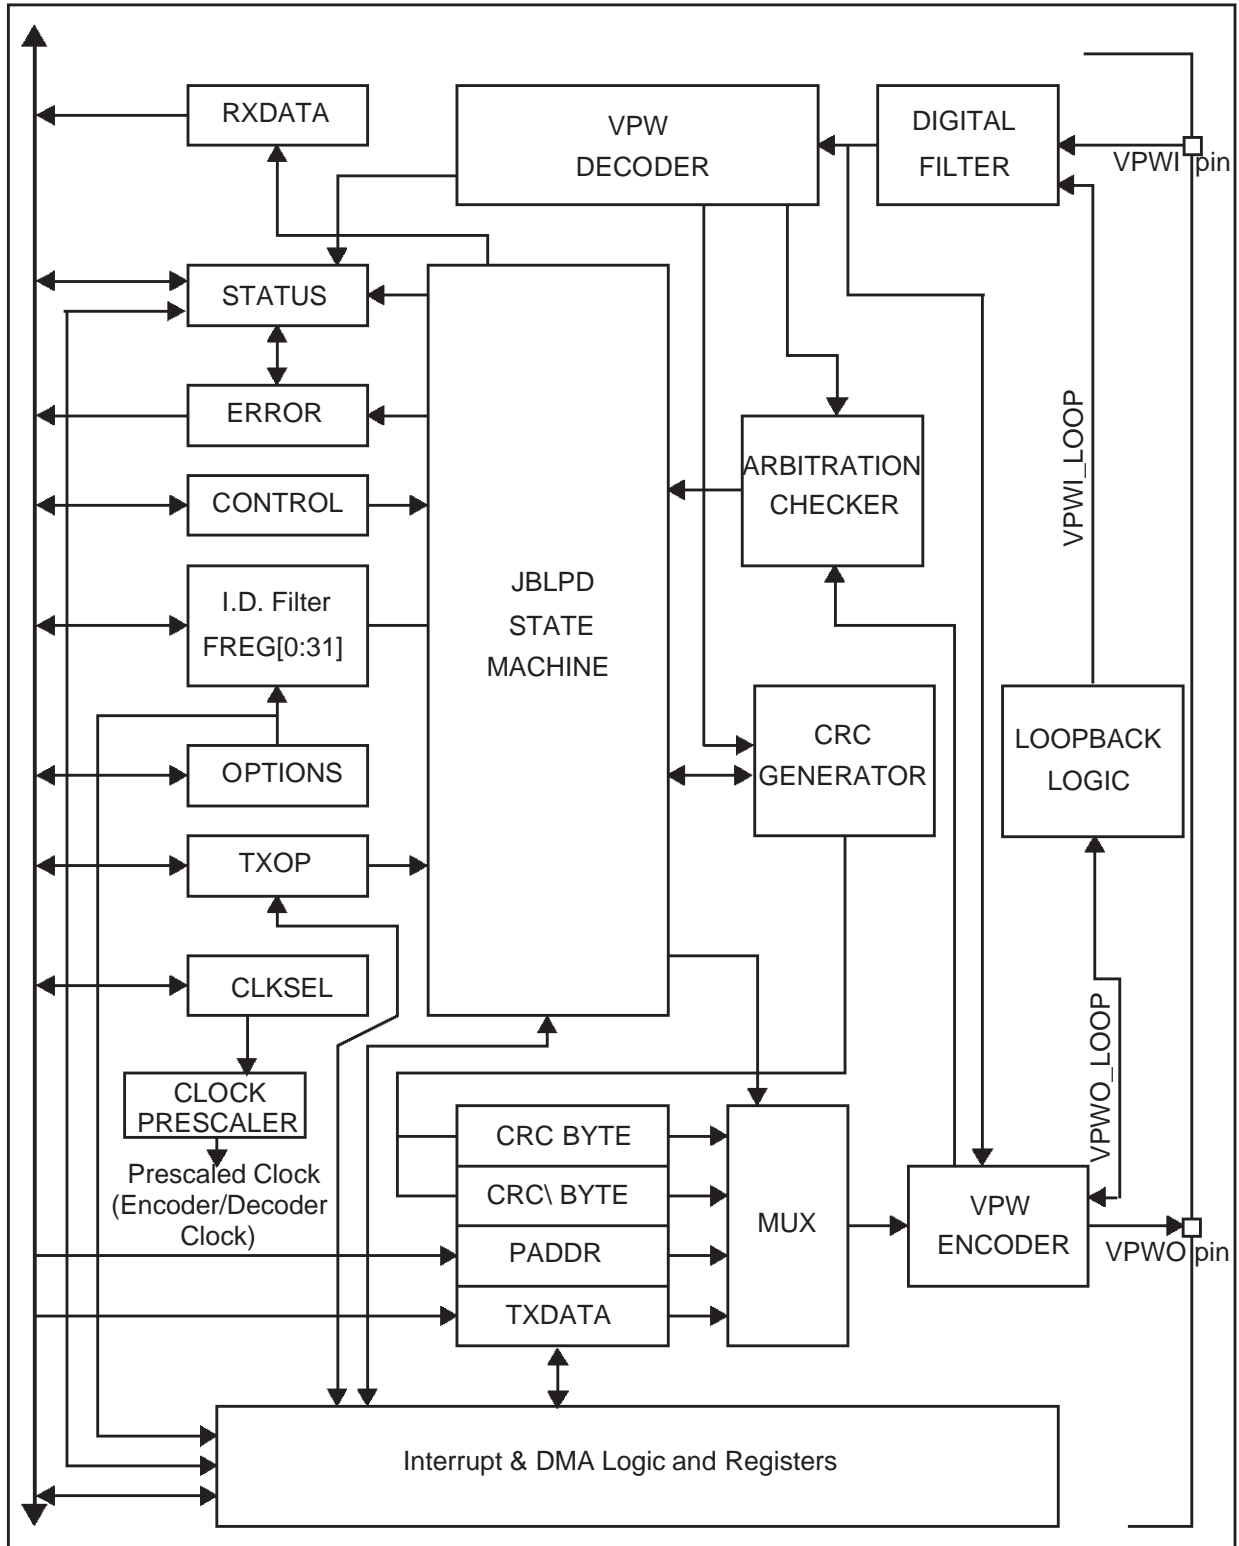 RXDATA
VPW
DECODER
DIGITAL
FILTER
VPWI pin
STATUS
ERROR
CONTROL
ARBITRATION
CHECKER
VPWI_LOOP
I.D. Filter
FREG[0:31]
JBLPD
STATE
MACHINE
OPTIONS
CRC
GENERATOR
LOOPBACK
LOGIC
TXOP
CLKSEL
VPWO_LOOP
CLOCK
PRESCALER
Prescaled Clock
(Encoder/Decoder
Clock)
CRC BYTE
CRC\ BYTE
PADDR
TXDATA
MUX
VPW
ENCODER
VPWO pin
Interrupt & DMA Logic and Registers